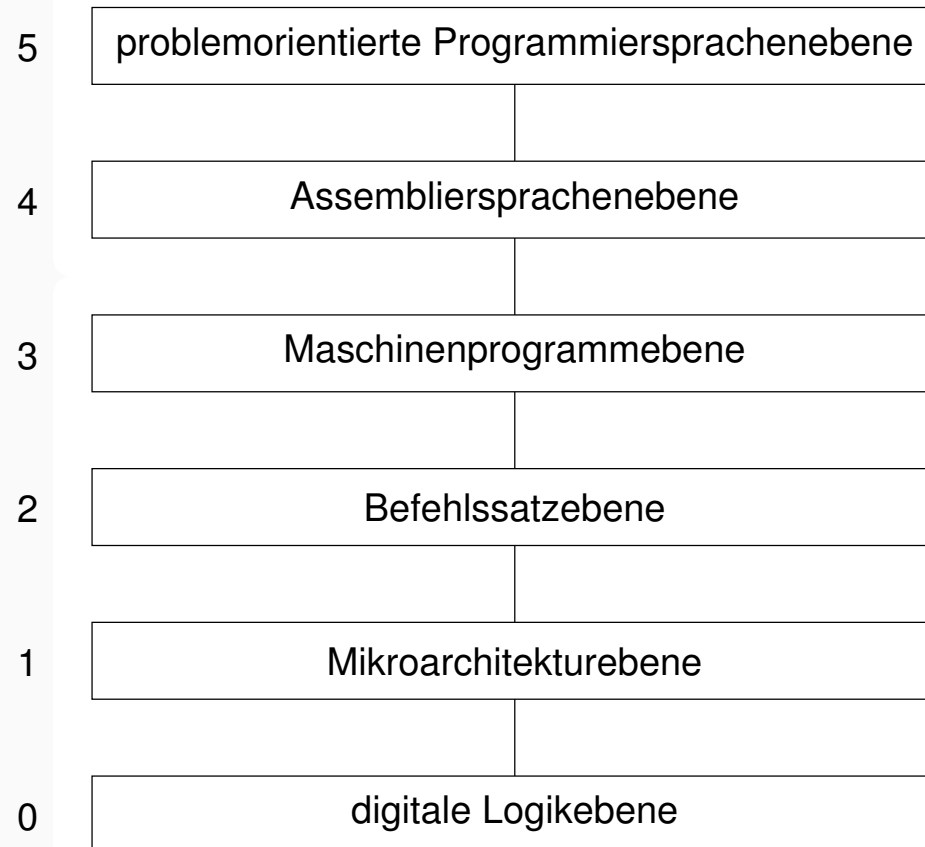 5 problemorientierte Programmiersprachenebene
4 Assembliersprachenebene
3 Maschinenprogrammebene
2 Befehlssatzebene
1 Mikroarchitekturebene
0 digitale Logikebene